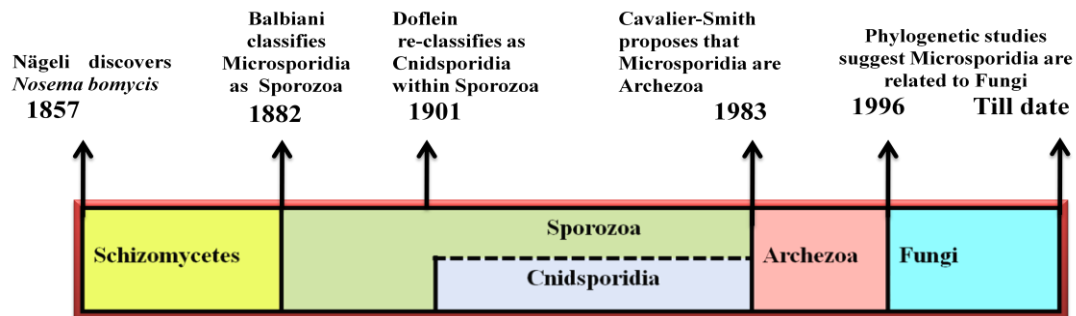 Nägeli discovers
Nosema bomycis
1857
Balbiani
classifies
Microsporidia
as Sporozoa
1882
Doflein
re-classifies as
Cnidsporidia
within Sporozoa
1901
Cavalier-Smith
proposes that
Microsporidia are
Archezoa
1983
Phylogenetic studies
suggest Microsporidia are
related to Fungi
1996 Till date
Schizomycetes
Sporozoa
Cnidsporidia
Archezoa
Fungi